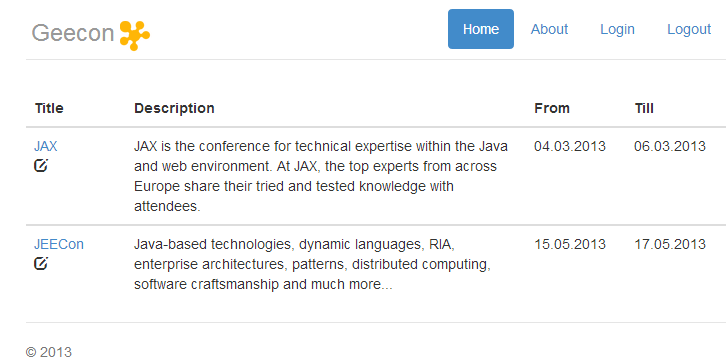 Geecon Home About Login Logout
Title Description From Till
JAX JAX is the conference for technical expertise within the Java 04.03.2013 06.03.2013
and web environment. At JAX, the top experts from across
Europe share their tried and tested knowledge with
attendees.
JEECon Java-based technologies, dynamic languages, RIA, 15.05.2013 17.05.2013
enterprise architectures, patterns, distributed computing,
software craftsmanship and much more...
© 2013